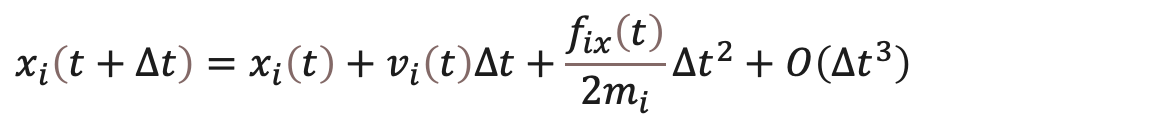 xᵢ(t + Δt) = xᵢ(t) + vᵢ(t)Δt + fᵢₓ(t)/2mᵢ Δt² + O(Δt³)